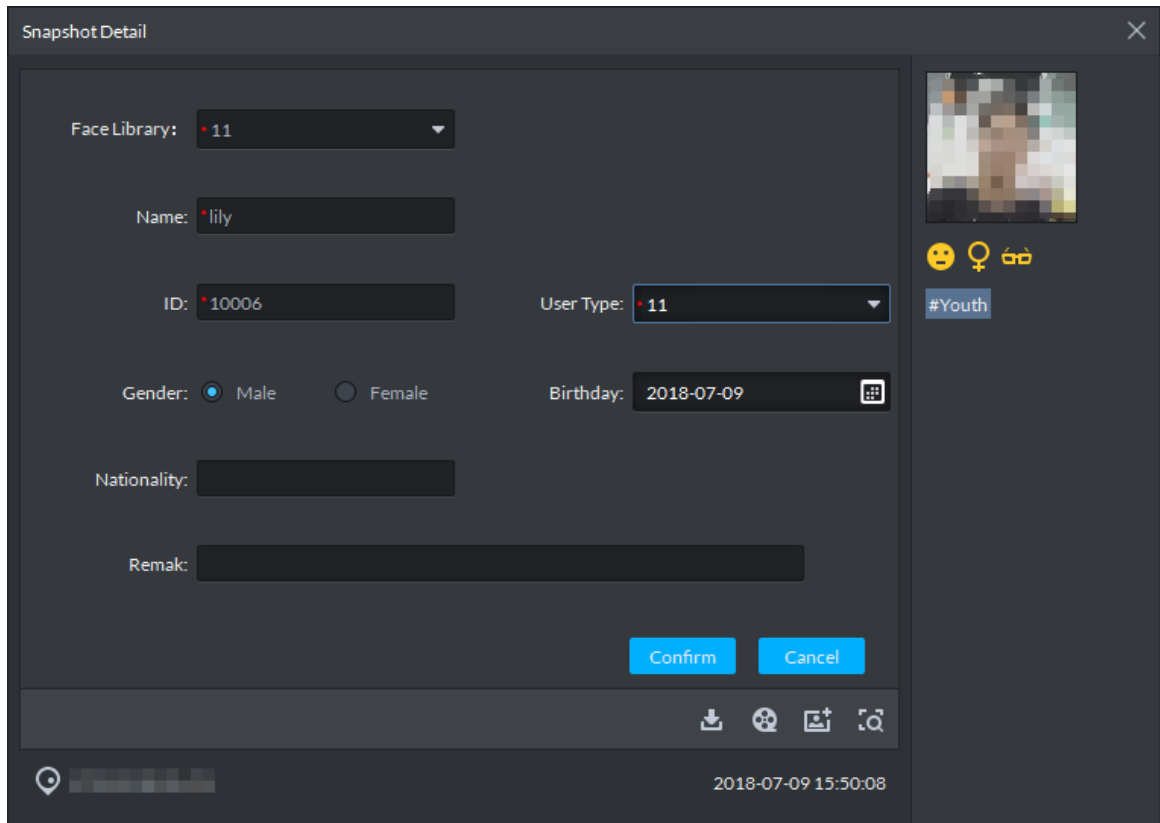 Snapshot Detail
Face Library: * 11
Name: * lily
ID: * 10006 User Type: * 11
Gender: Male Female Birthday: 2018-07-09
Nationality:
Remak:
Confirm Cancel
2018-07-09 15:50:08
#Youth